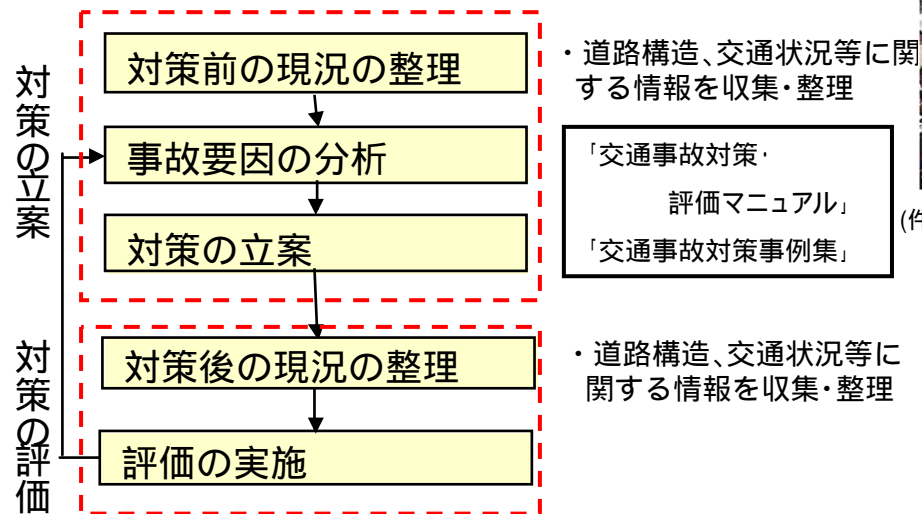 対策の立案
対策前の現況の整理
・道路構造、交通状況等に関
する情報を収集・整理
事故要因の分析
「交通事故対策・
評価マニュアル」
「交通事故対策事例集」
(件
対策の立案
対策の評価
対策後の現況の整理
・道路構造、交通状況等に
関する情報を収集・整理
評価の実施